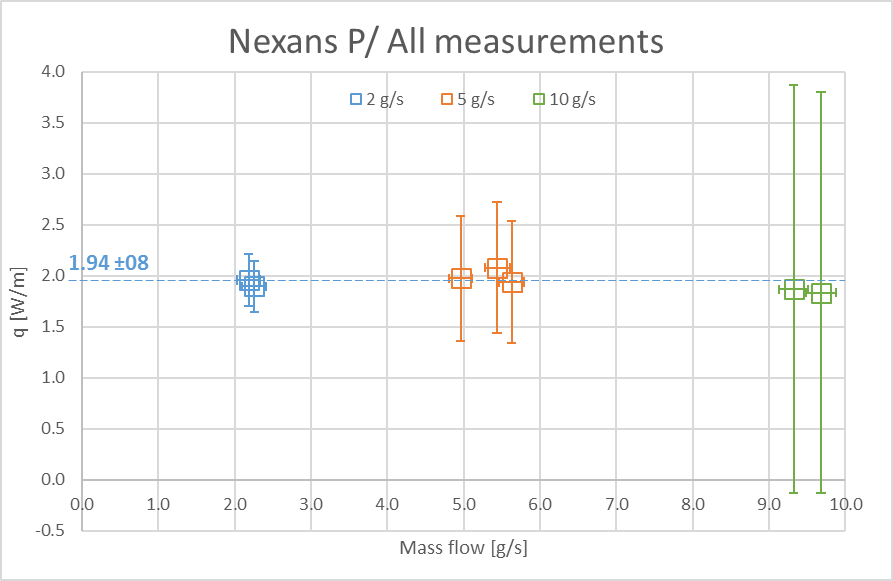 Nexans P/ All measurements
4.0
2 g/s
5 g/s
10 g/s
3.5
3.0
2.5
1.94 ±08
2.0
q [W/m]
1.5
1.0
0.5
0.0
0.0 1.0 2.0 3.0 4.0 5.0 6.0 7.0 8.0 9.0 10.0
-0.5
Mass flow [g/s]